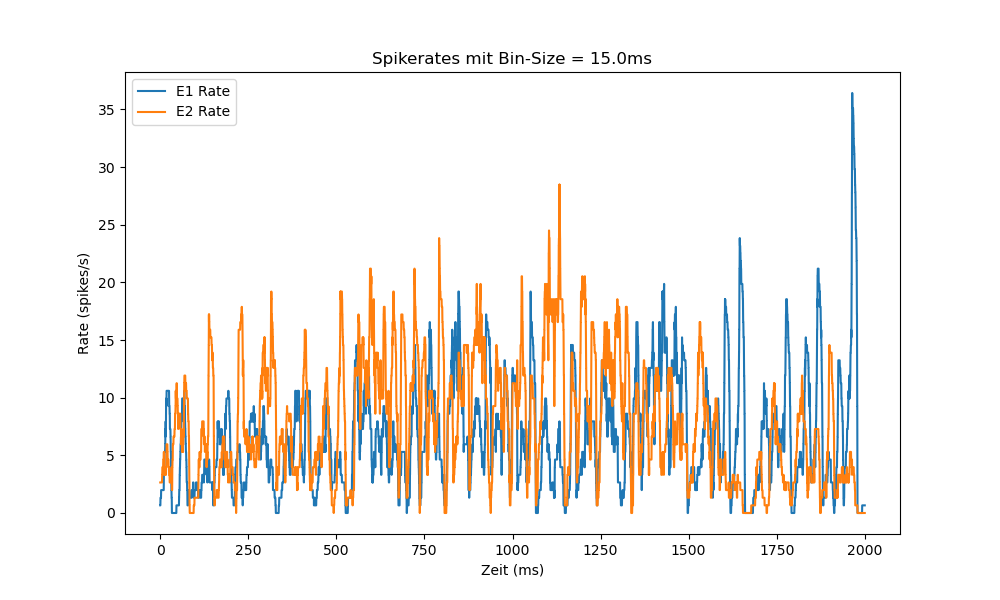 Spikerates mit Bin-Size = 15.0ms
E1 Rate
E2 Rate
Rate (spikes/s)
35
30
25
20
15
10
5
0
0 250 500 750 1000 1250 1500 1750 2000
Zeit (ms)